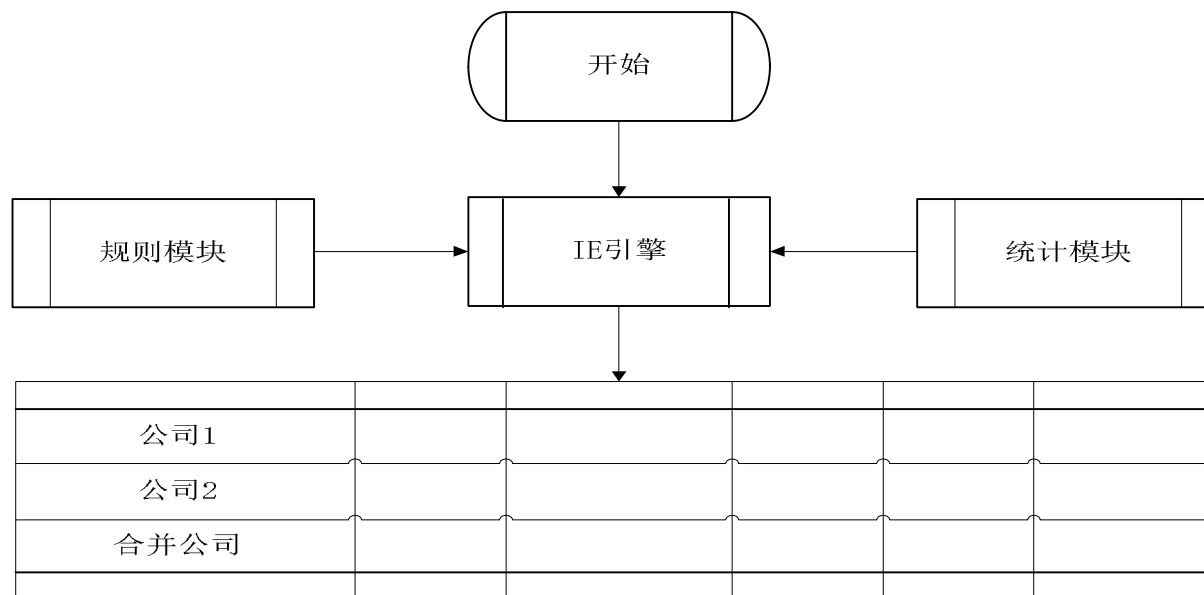 开始
规则模块
IE引擎
统计模块
公司1
公司2
合并公司